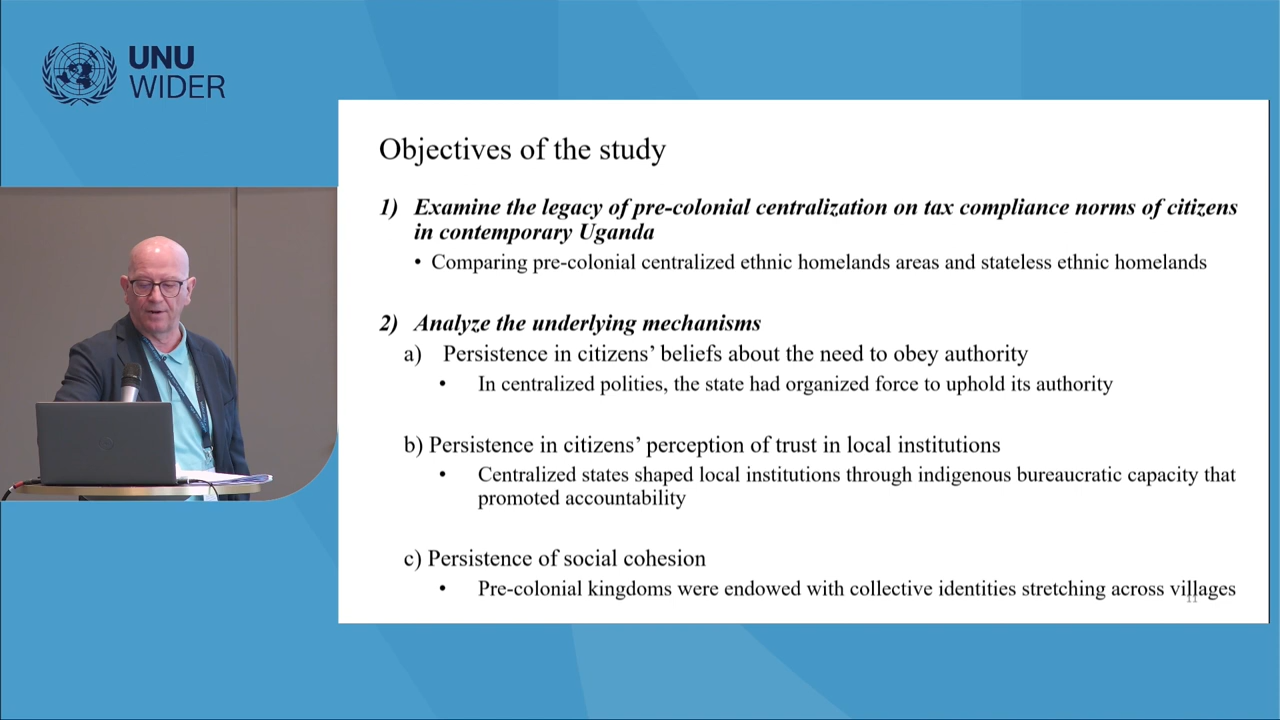 UNU
WIDER
Objectives of the study
1) Examine the legacy of pre-colonial centralization on tax compliance norms of citizens
in contemporary Uganda
• Comparing pre-colonial centralized ethnic homelands areas and stateless ethnic homelands
2) Analyze the underlying mechanisms
a) Persistence in citizens’ beliefs about the need to obey authority
• In centralized polities, the state had organized force to uphold its authority
b) Persistence in citizens’ perception of trust in local institutions
• Centralized states shaped local institutions through indigenous bureaucratic capacity that
promoted accountability
c) Persistence of social cohesion
• Pre-colonial kingdoms were endowed with collective identities stretching across villages
11